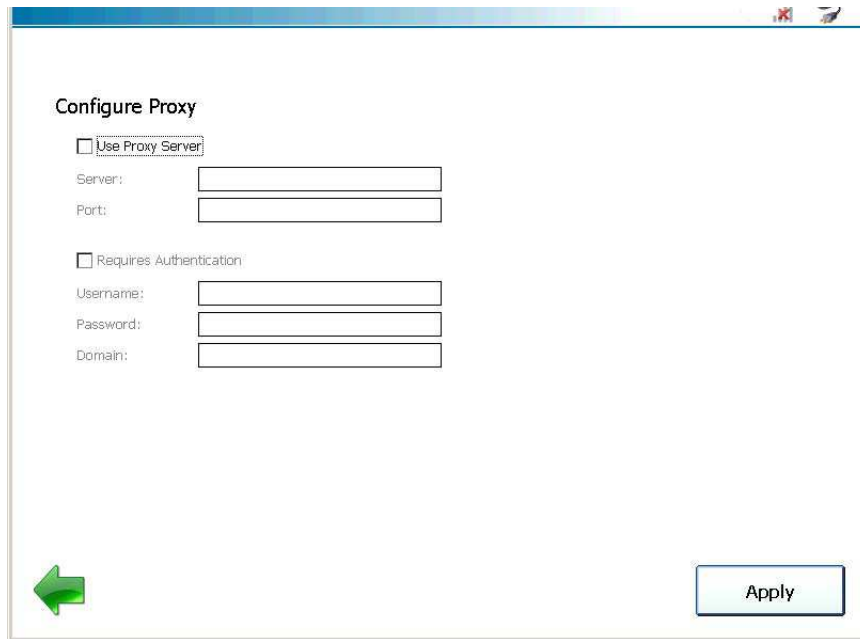 Configure Proxy
Use Proxy Server
Server:
Port:
Requires Authentication
Username:
Password:
Domain:
Apply